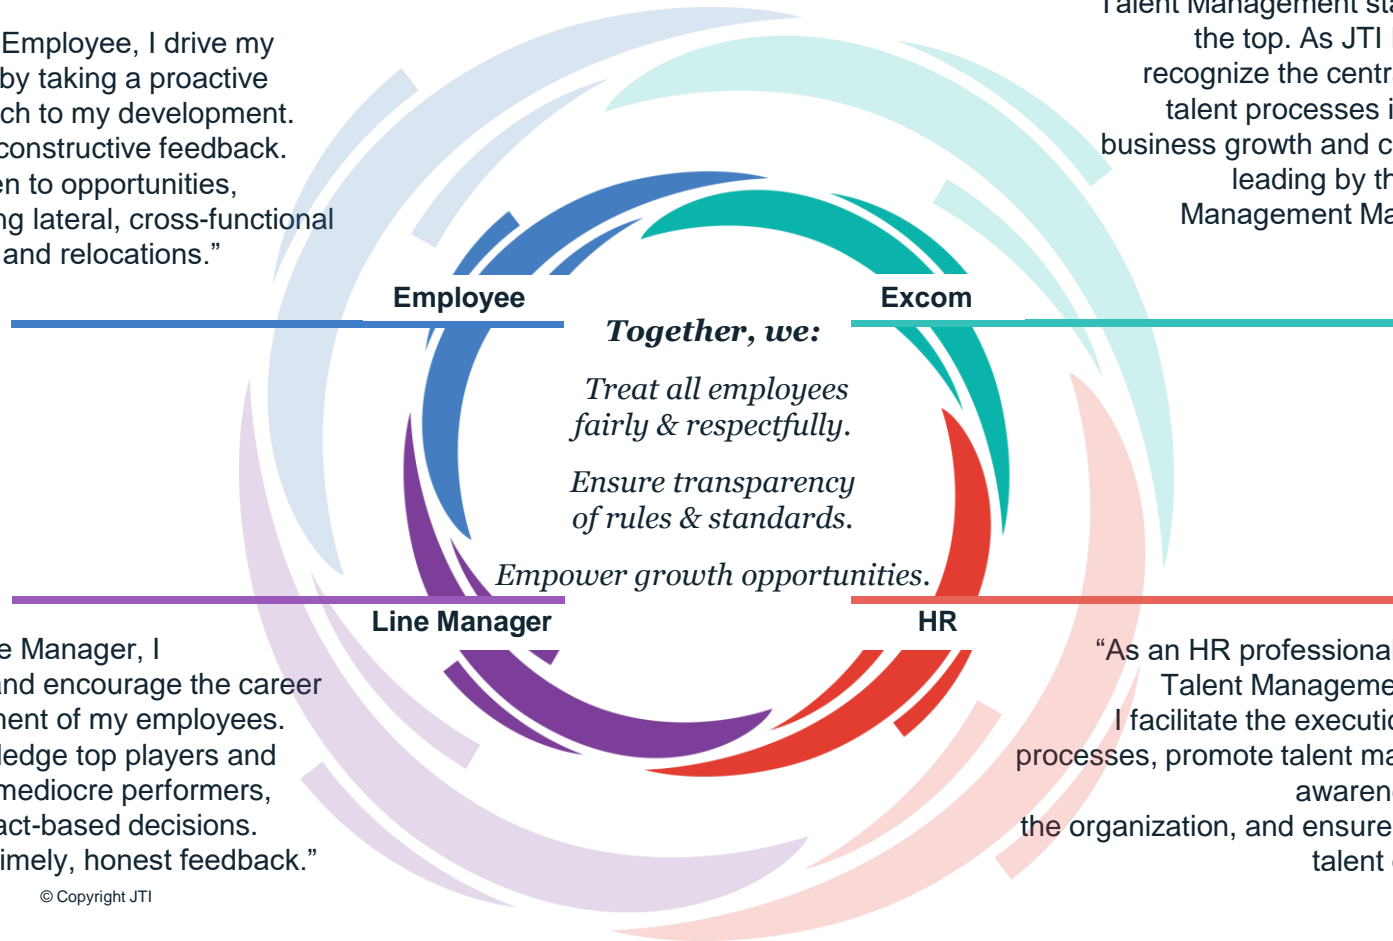 Employee, I drive my
by taking a proactive
ch to my development.
constructive feedback.
en to opportunities,
ng lateral, cross-functional
and relocations.”
Talent Management sta
the top. As JTI
recognize the centr
talent processes i
business growth and c
leading by th
Management Ma
Employee
Excom
Together, we:
Treat all employees
fairly & respectfully.
Ensure transparency
of rules & standards.
Empower growth opportunities.
Line Manager
HR
e Manager, I
and encourage the career
ment of my employees.
ledge top players and
mediocre performers,
act-based decisions.
imely, honest feedback.”
“As an HR professional
Talent Manageme
I facilitate the executio
processes, promote talent ma
awaren
the organization, and ensure
talent
© Copyright JTI